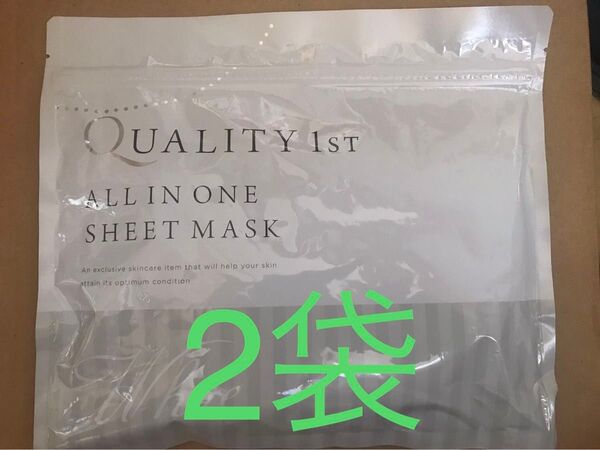 QUALITY 1ST
ALL IN ONE
SHEET MASK
An exclusive skincare item that will help your skin
attain its optimum condition
White
2袋